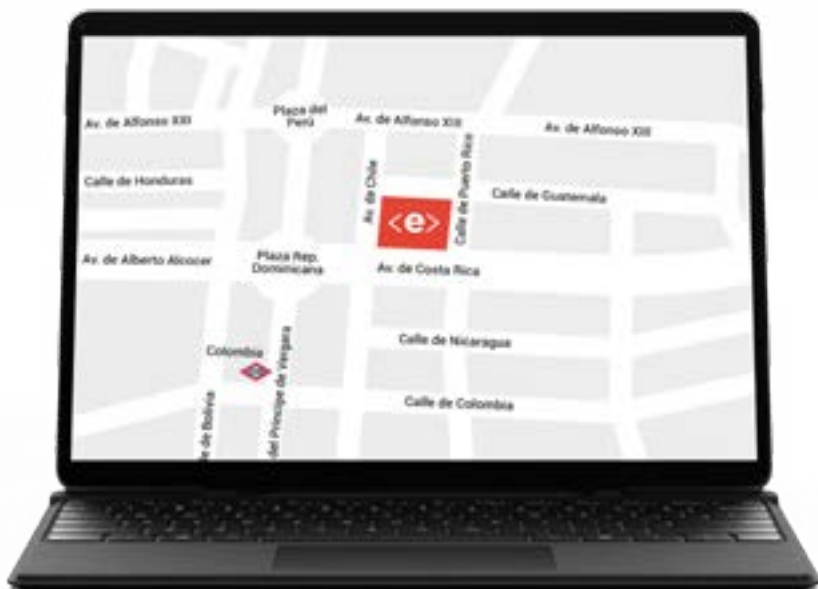 Plaza del
Perú
Av. de Alfonso XIII
Av. de Alfonso XIII
Av. de Alfonso XIII
Calle de Honduras
Av. de Chile
Calle de Puerto Rico
Calle de Guatemala
<e>
Av. de Alberto Alcocer
Plaza Rep.
Dominicana
Av. de Costa Rica
Colombia
Calle de Nicaragua
le de Bolivia
del Príncipe de Vergara
Calle de Colombia